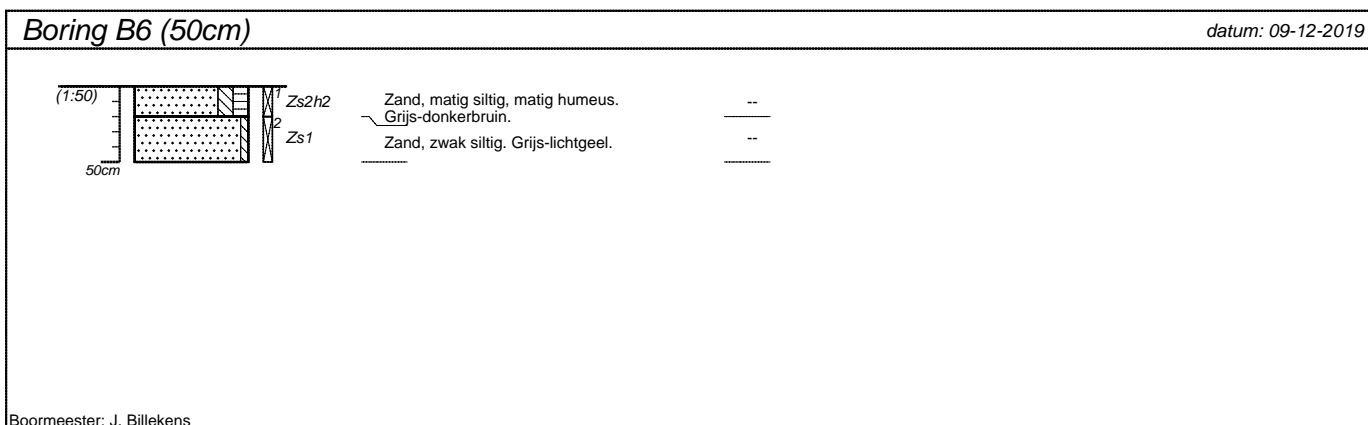 Boring B6 (50cm)
datum: 09-12-2019
(1:50)
1
Zs2h2
Zand, matig siltig, matig humeus.
Grijs-donkerbruin.
--
2
Zs1
Zand, zwak siltig. Grijs-lichtgeel.
--
50cm
Boormeester: J. Billekens